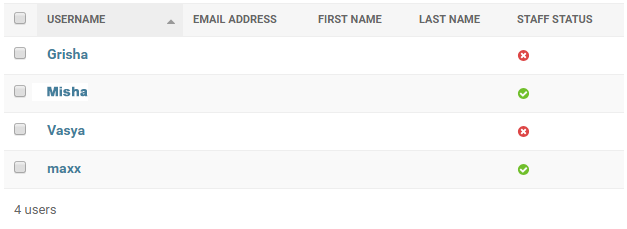 USERNAME EMAIL ADDRESS FIRST NAME LAST NAME STAFF STATUS
Grisha
Misha
Vasya
maxx
4 users